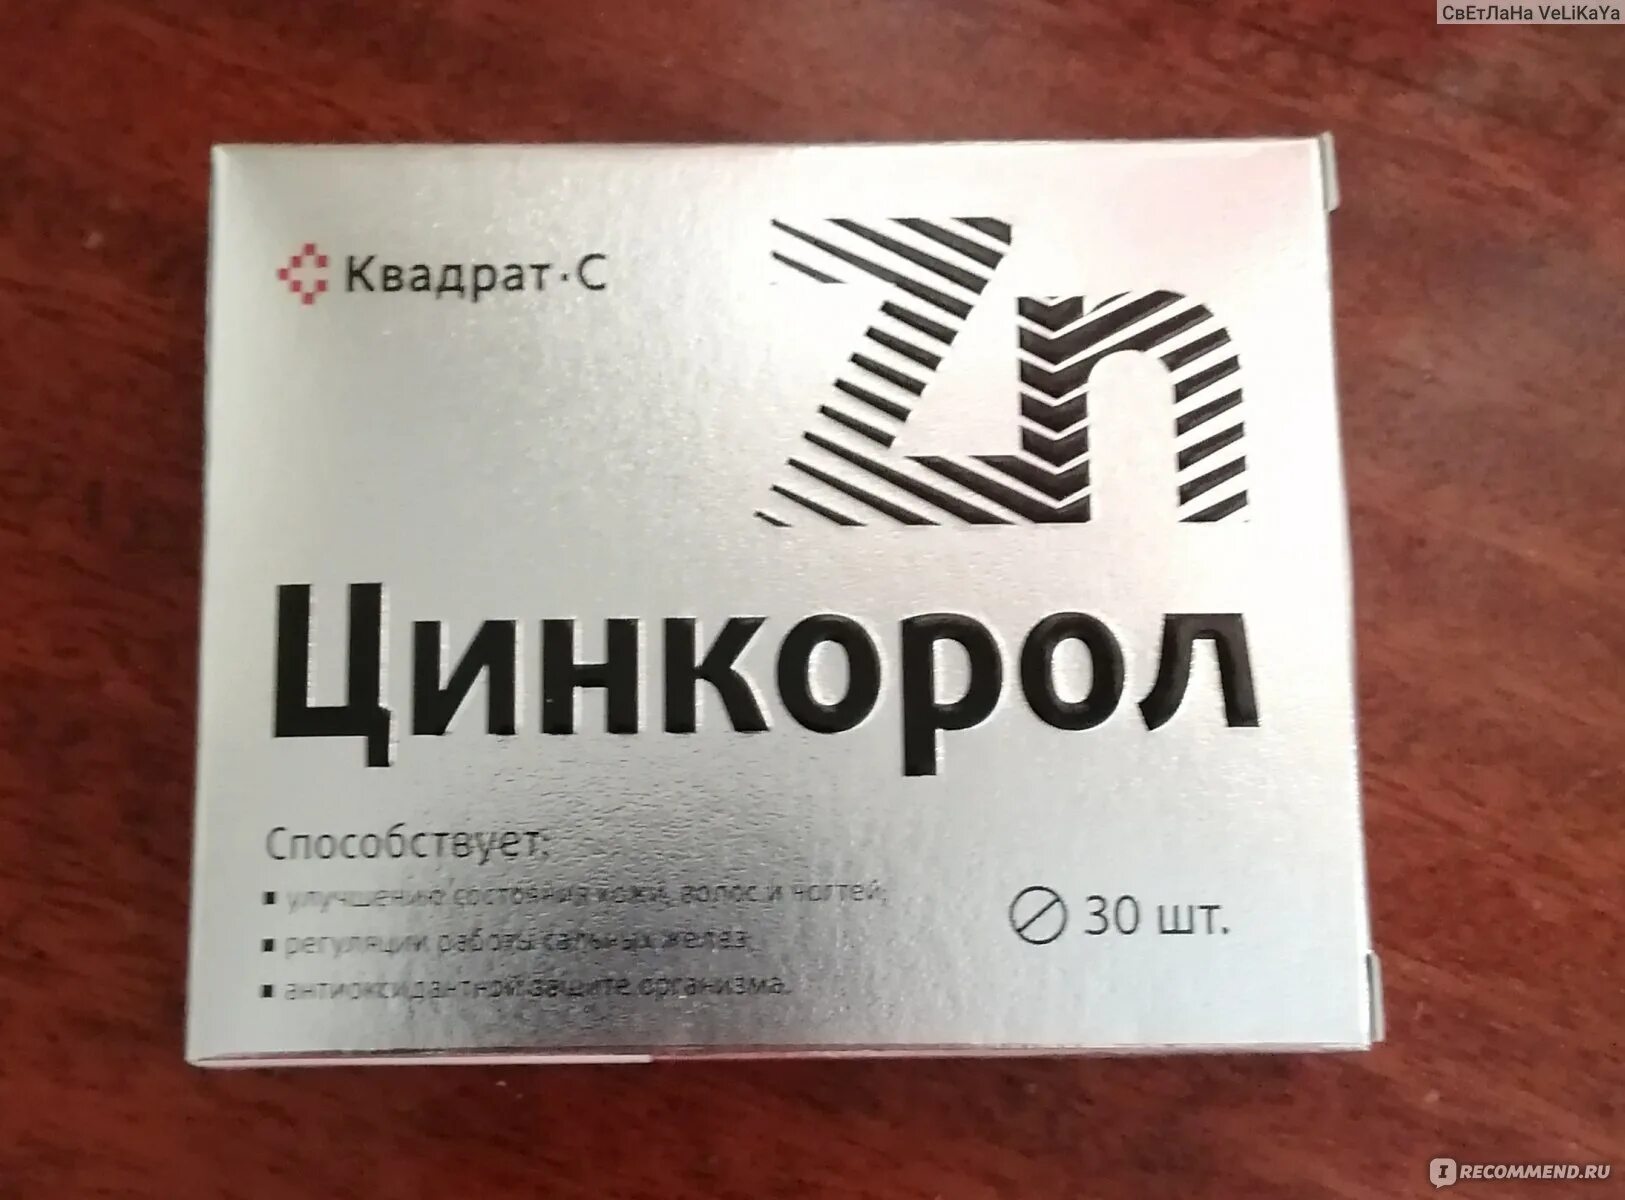 СвЕтЛаНа VeLiKaYa
Квадрат·С
Zn
Цинкорол
Способствует:
▪ улучшению состояния кожи, волос и ногтей;
▪ регуляции работы сальных желез;
▪ антиоксидантной защите организма.
30 шт.
IRECOMMEND.RU